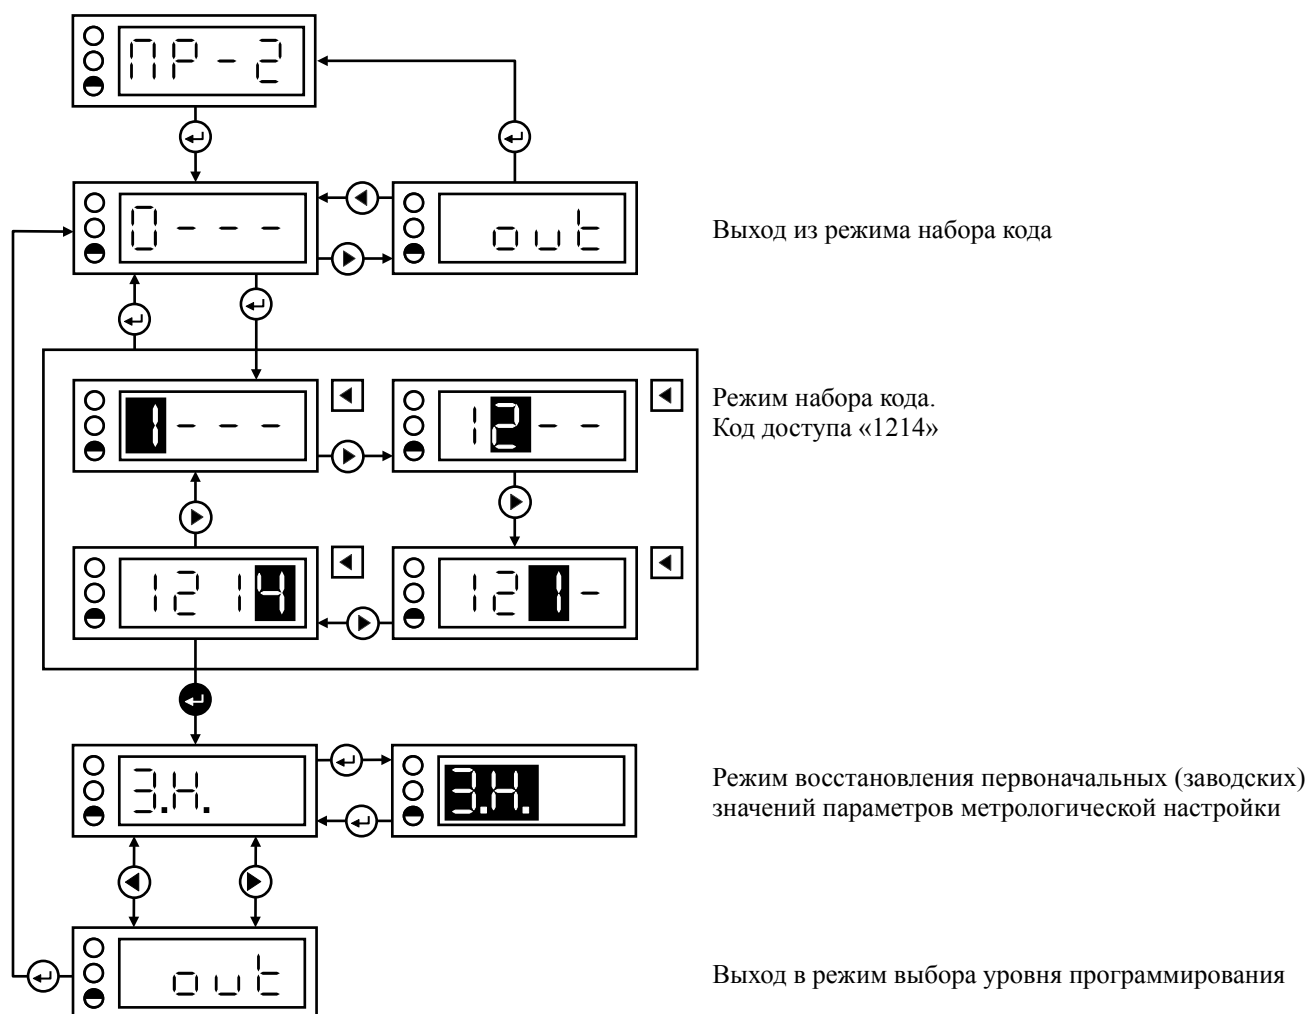 ПР-2
0---
out
Выход из режима набора кода
1---
12--
Режим набора кода.
Код доступа «1214»
1214
121-
З.Н.
З.Н.
Режим восстановления первоначальных (заводских)
значений параметров метрологической настройки
out
Выход в режим выбора уровня программирования